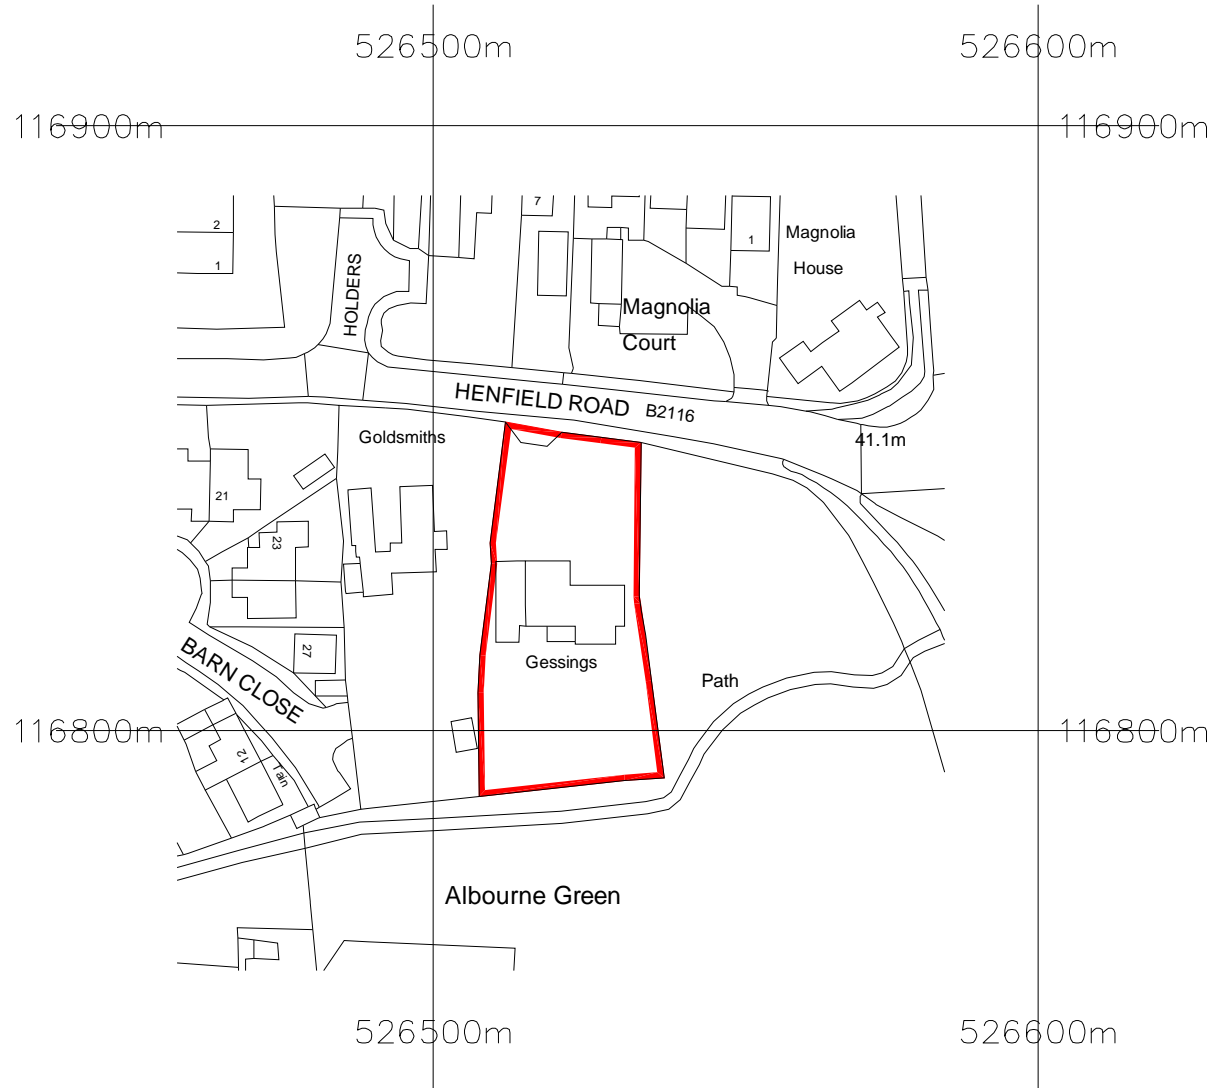 526500m
526600m
116900m
116900m
7
2
1
Magnolia
1
House
HOLDERS
Magnolia
Court
HENFIELD ROAD
B2116
Goldsmiths
41.1m
21
23
27
BARN CLOSE
Gessings
Path
116800m
116800m
12
Tain
Albourne Green
526500m
526600m